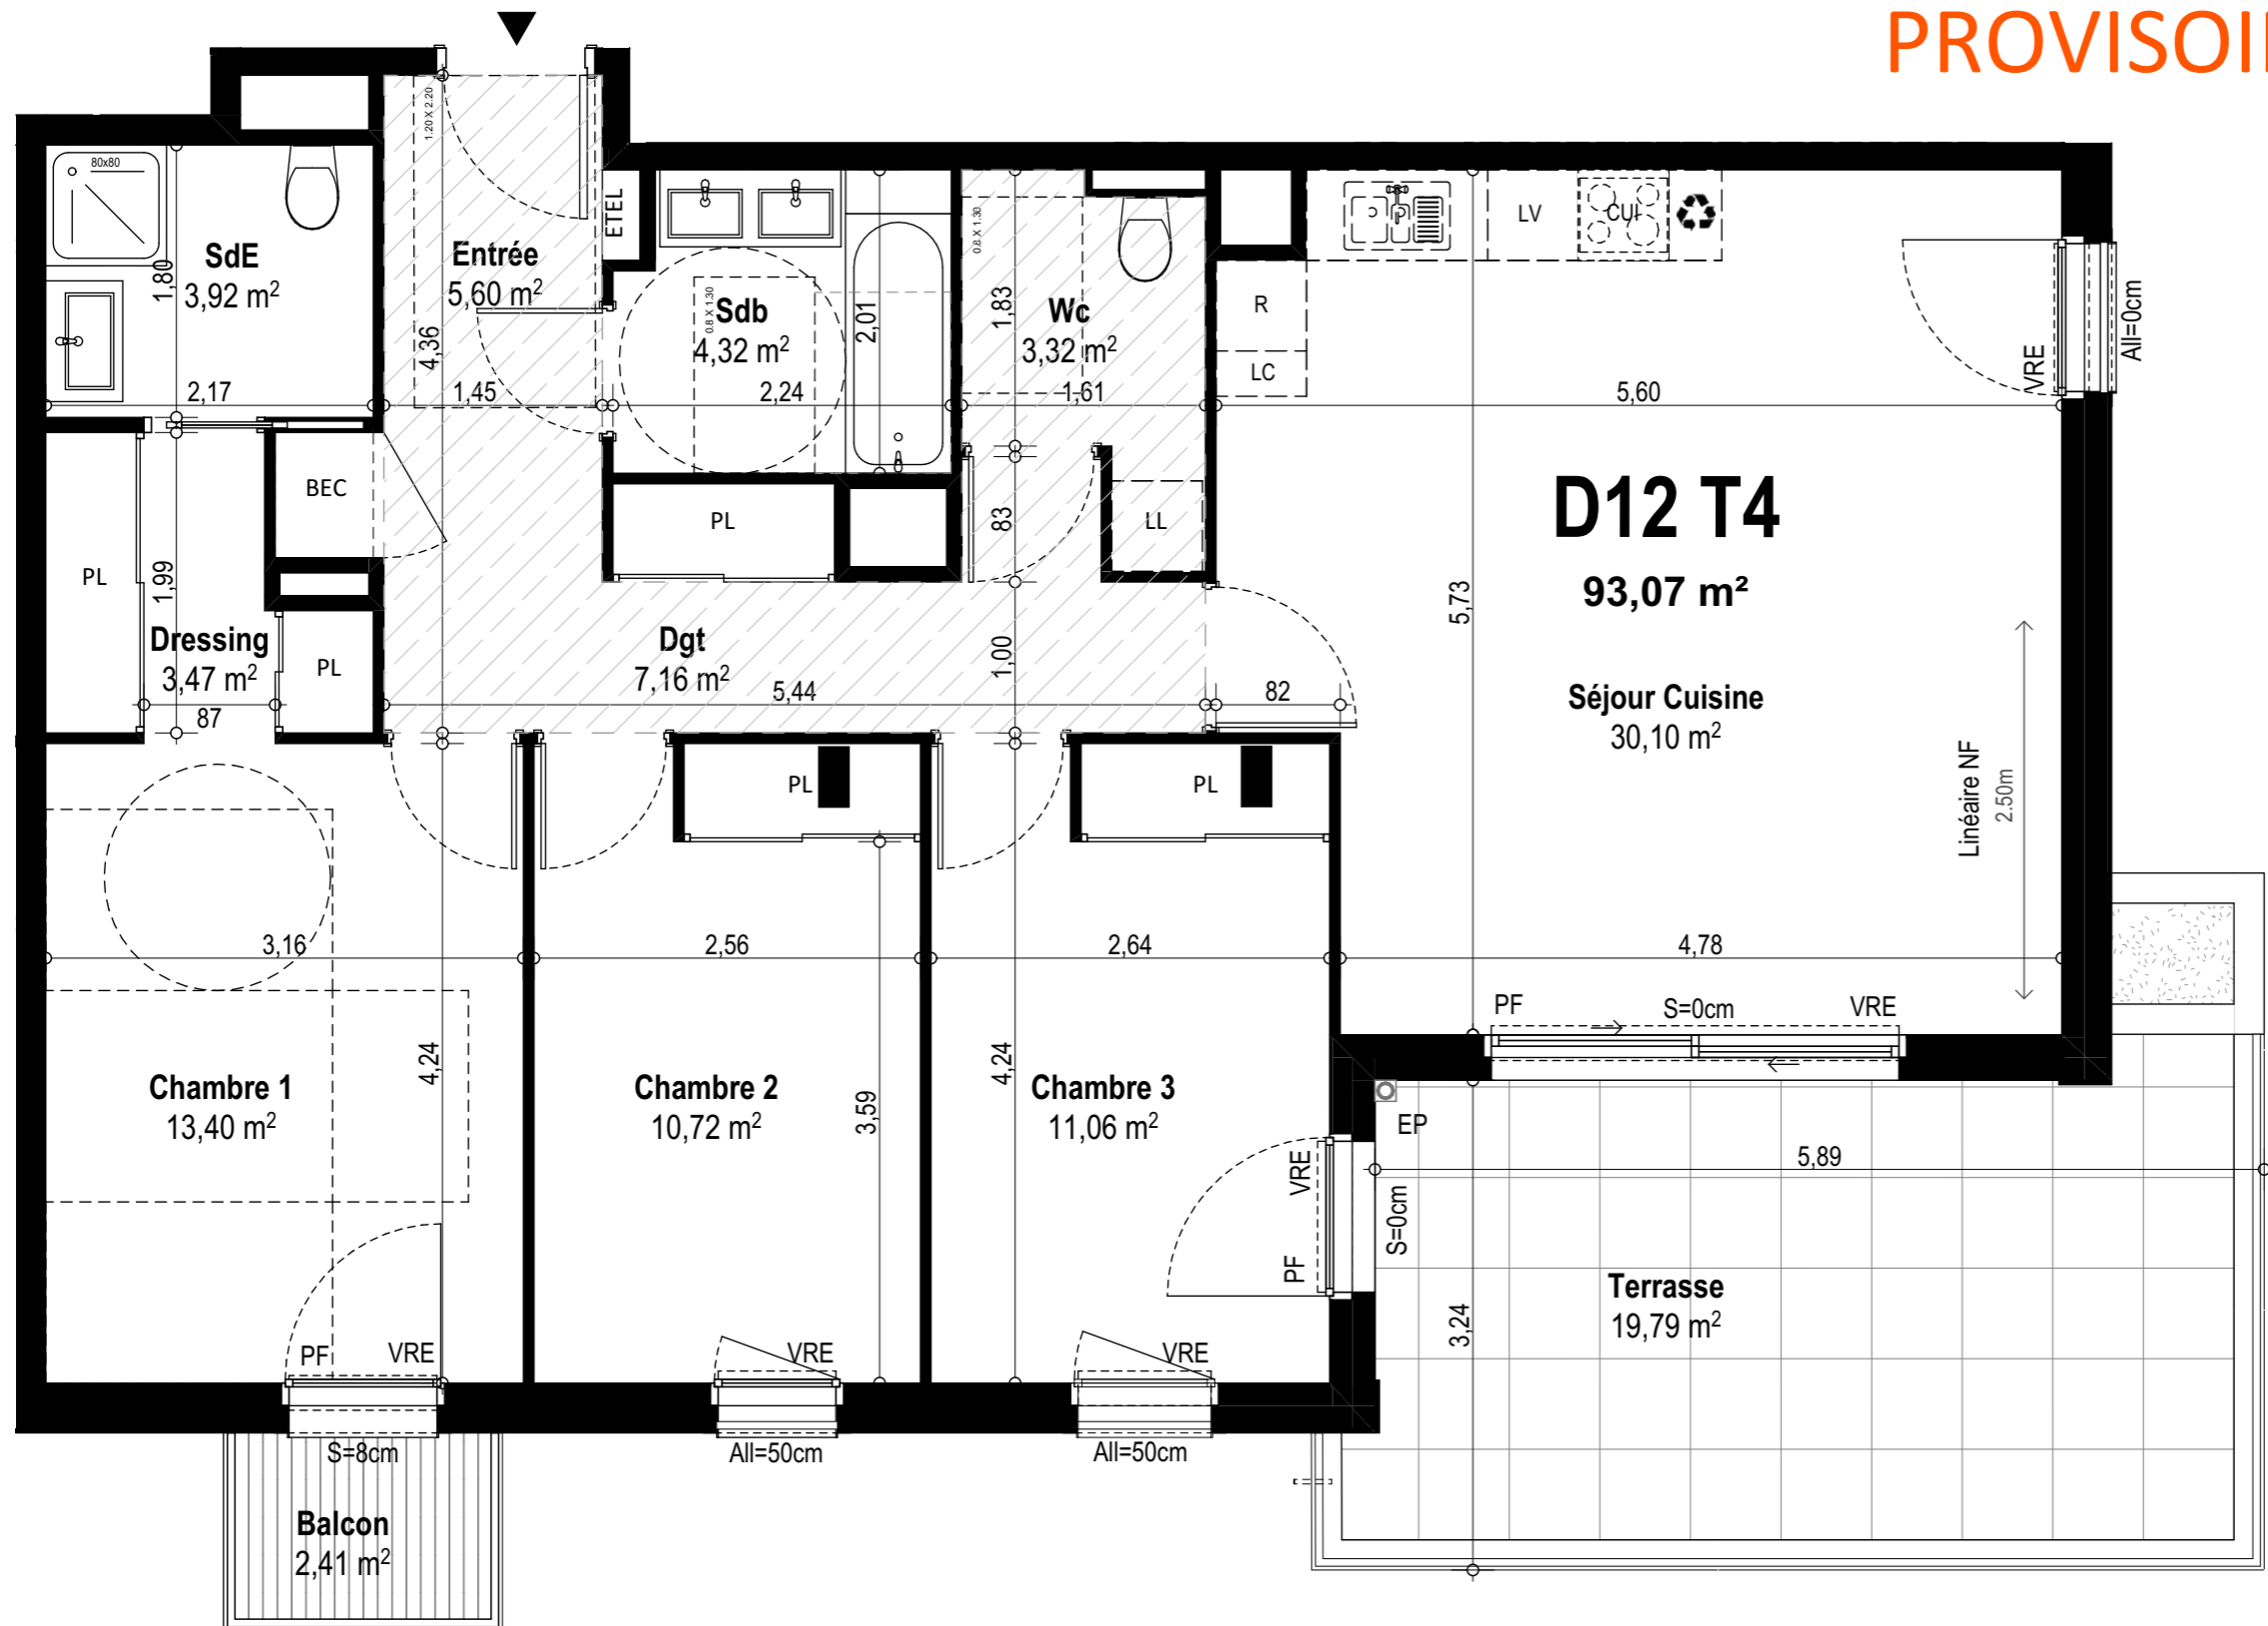 PROVISOI
1.20 X 2.20
80x80
SdE
3,92 m²
1,80
2,17
Entrée
5,60 m²
4,36
1,45
ETEL
Sdb
4,32 m²
0.8 X 1.30
2,01
2,24
0.8 X 1.30
1,83
Wc
3,32 m²
1,61
LV
CUI
R
LC
5,60
VRE
All=0cm
BEC
PL
PL
83
LL
D12 T4
93,07 m²
PL
1,99
Dressing
3,47 m²
87
PL
Dgt
7,16 m²
5,44
1,00
82
5,73
Séjour Cuisine
30,10 m²
Linéaire NF
2.50m
PL
PL
3,16
2,56
2,64
4,78
PF
S=0cm
VRE
Chambre 1
13,40 m²
4,24
Chambre 2
10,72 m²
3,59
4,24
Chambre 3
11,06 m²
EP
5,89
VRE
PF
S=0cm
Terrasse
19,79 m²
3,24
PF
VRE
VRE
VRE
S=8cm
All=50cm
All=50cm
Balcon
2,41 m²